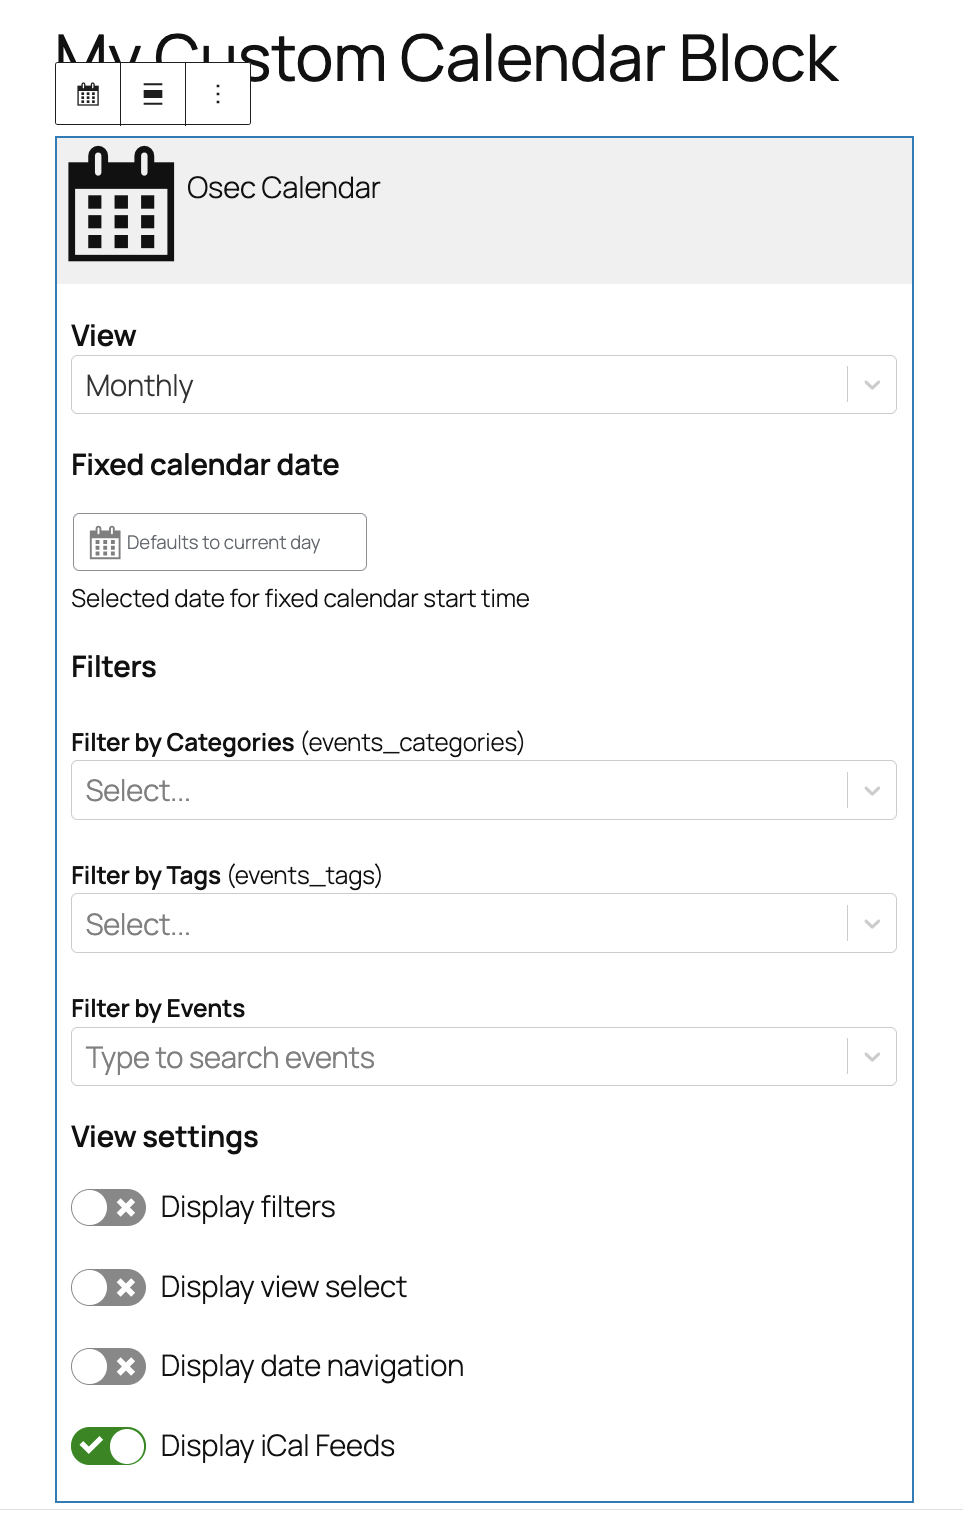 My Custom Calendar Block
Osec Calendar
View
Monthly
Fixed calendar date
Defaults to current day
Selected date for fixed calendar start time
Filters
Filter by Categories (events_categories)
Select...
Filter by Tags (events_tags)
Select...
Filter by Events
Type to search events
View settings
Display filters
Display view select
Display date navigation
Display iCal Feeds